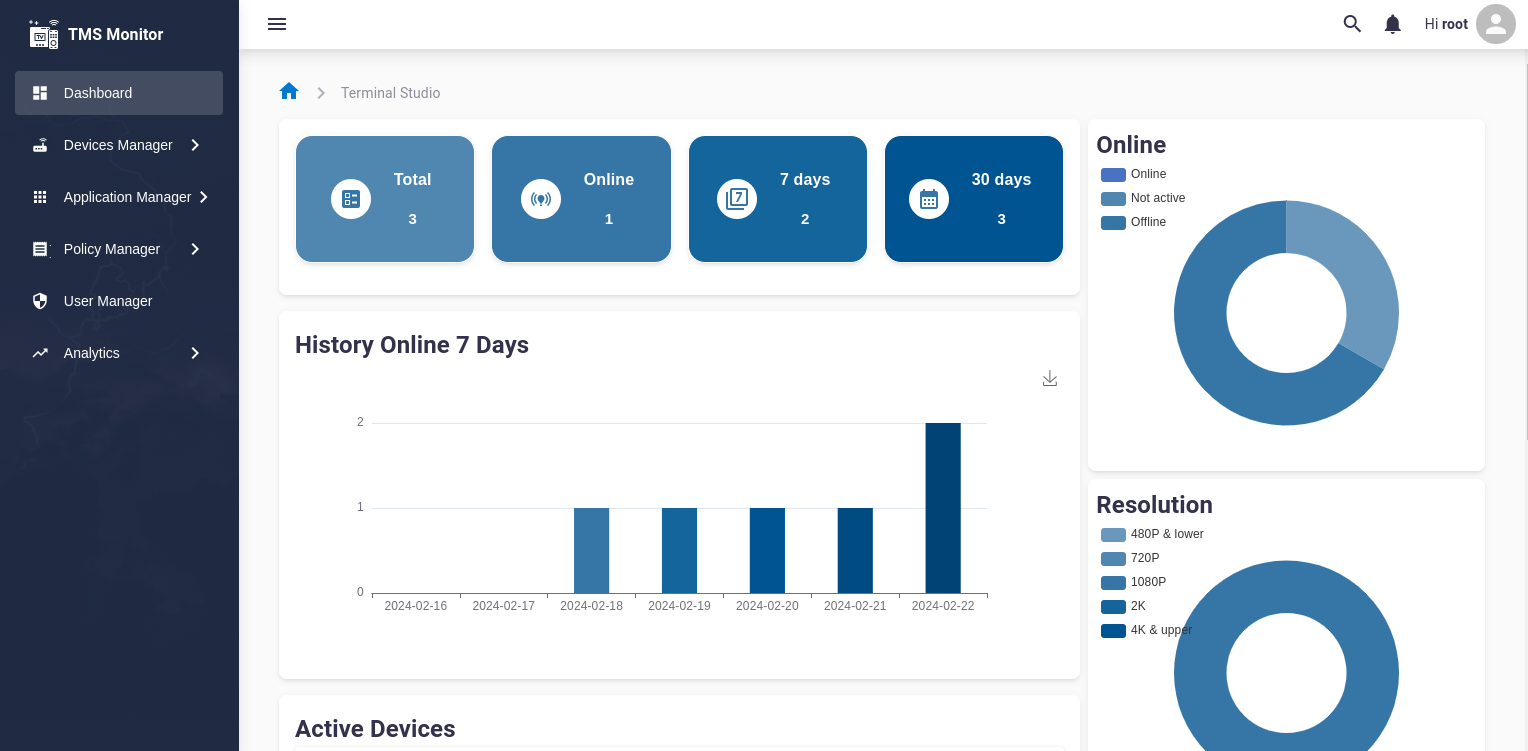 TMS Monitor
Dashboard
Devices Manager
Application Manager
Policy Manager
User Manager
Analytics
Hi root
Terminal Studio
Total
3
Online
1
7
7 days
2
30 days
3
History Online 7 Days
2
1
0
2024-02-16 2024-02-17 2024-02-18 2024-02-19 2024-02-20 2024-02-21 2024-02-22
Active Devices
Online
Online
Not active
Offline
Resolution
480P & lower
720P
1080P
2K
4K & upper